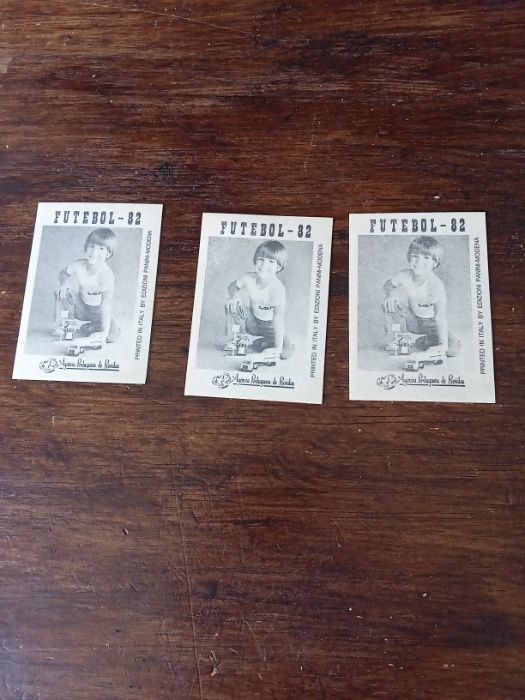 FUTEBOL-82
PRINTED IN ITALY BY EDIZIONI PANINI-MODENA
Agência Portuguesa de Revistas
FUTEBOL-82
PRINTED IN ITALY BY EDIZIONI PANINI-MODENA
Agência Portuguesa de Revistas
FUTEBOL-82
PRINTED IN ITALY BY EDIZIONI PANINI-MODENA
Agência Portuguesa de Revistas